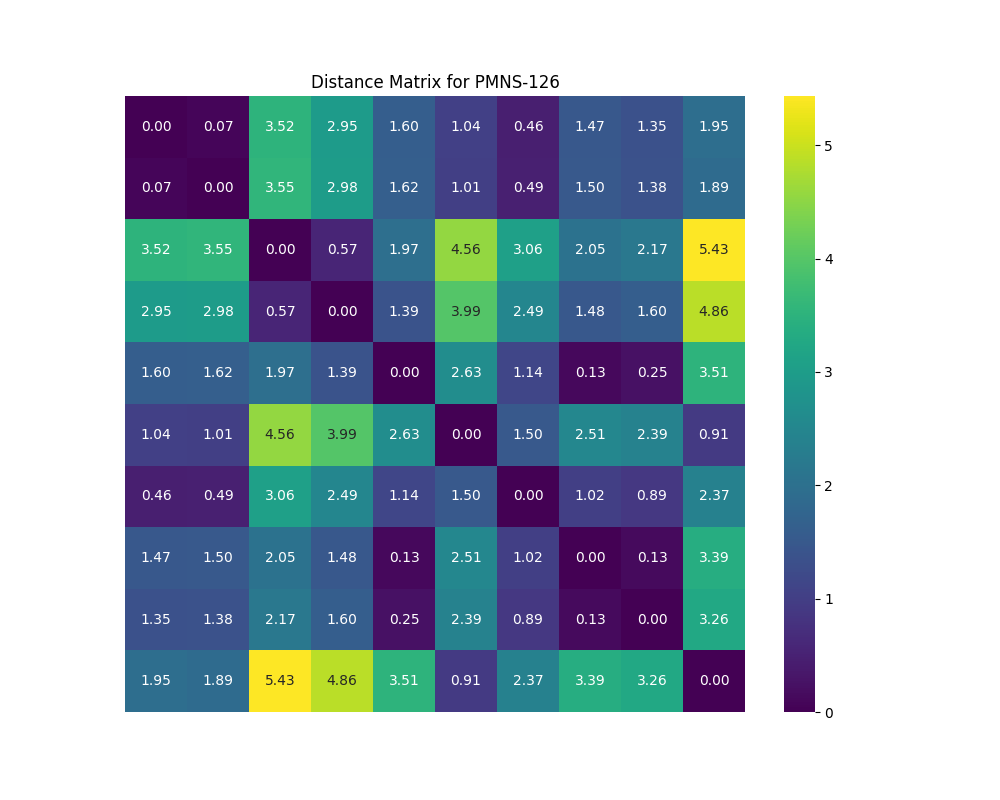 Distance Matrix for PMNS-126
0.00 0.07 3.52 2.95 1.60 1.04 0.46 1.47 1.35 1.95
0.07 0.00 3.55 2.98 1.62 1.01 0.49 1.50 1.38 1.89
3.52 3.55 0.00 0.57 1.97 4.56 3.06 2.05 2.17 5.43
2.95 2.98 0.57 0.00 1.39 3.99 2.49 1.48 1.60 4.86
1.60 1.62 1.97 1.39 0.00 2.63 1.14 0.13 0.25 3.51
1.04 1.01 4.56 3.99 2.63 0.00 1.50 2.51 2.39 0.91
0.46 0.49 3.06 2.49 1.14 1.50 0.00 1.02 0.89 2.37
1.47 1.50 2.05 1.48 0.13 2.51 1.02 0.00 0.13 3.39
1.35 1.38 2.17 1.60 0.25 2.39 0.89 0.13 0.00 3.26
1.95 1.89 5.43 4.86 3.51 0.91 2.37 3.39 3.26 0.00
5
4
3
2
1
0